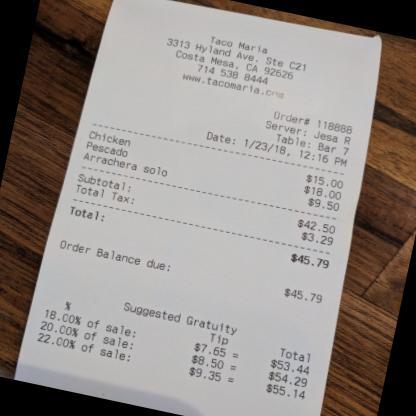 Taco Maria
3313 Hyland Ave. Ste C21
Costa Mesa, CA 92626
714 538 8444
www.tacomaria.com
Order# 118888
Server: Jesa R
Table: Bar 7
Date: 1/23/18, 12:16 PM
Chicken $15.00
Pescado $18.00
Arrachera solo $9.50
Subtotal: $42.50
Total Tax: $3.29
Total: $45.79
Order Balance due: $45.79
Suggested Gratuity
% Tip Total
18.00% of sale: $7.65 = $53.44
20.00% of sale: $8.50 = $54.29
22.00% of sale: $9.35 = $55.14